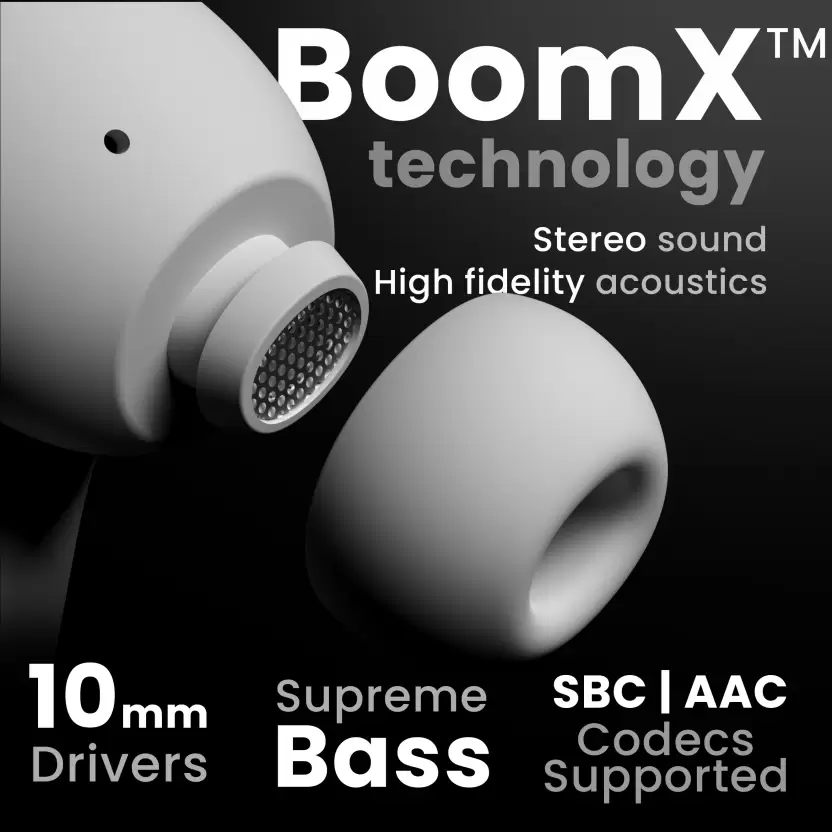 BoomX™
technology
Stereo sound
High fidelity acoustics
10mm
Drivers
Supreme
Bass
SBC | AAC
Codecs
Supported